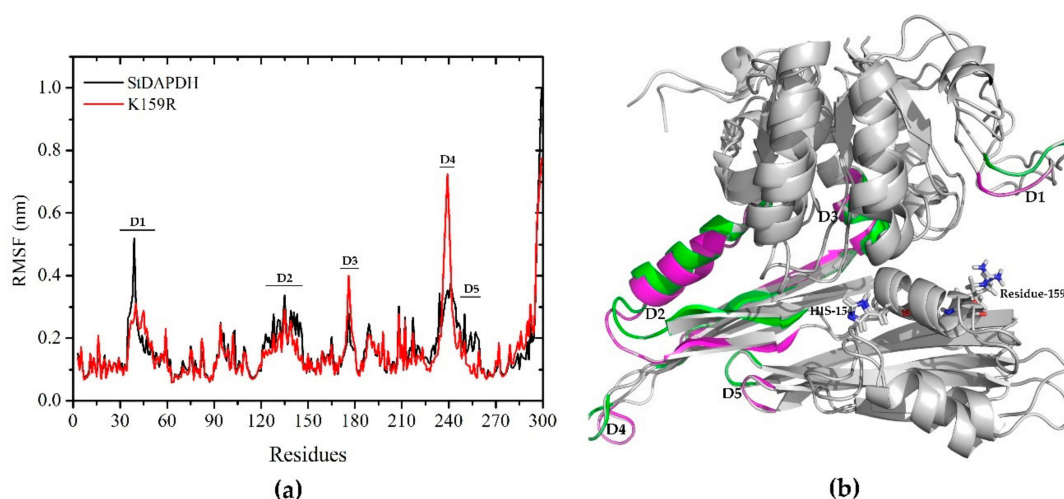 StDAPDH
K159R
D1
D2
D3
D4
D5
RMSF (nm)
1.0
0.8
0.6
0.4
0.2
0.0
0 30 60 90 120 150 180 210 240 270 300
Residues
(a)
D1
D3
Residue-159
HIS-154
D2
D5
D4
(b)